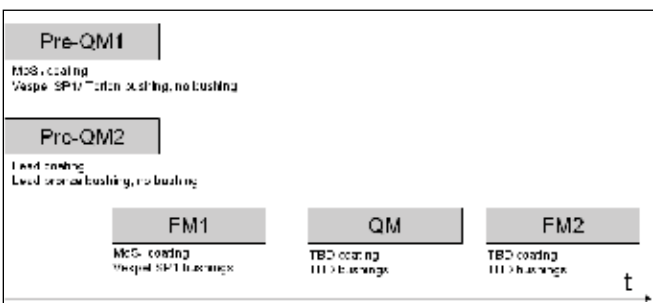 Pre-QM1
MoS₂ coating
Vespel SP1/ Torlon bushing, no bushing
Pre-QM2
Lead coating
Lead bronze bushing, no bushing
FM1
QM
FM2
MoS₂ coating
TBD coating
TBD coating
Vespel SP1 bushings
TBD bushings
TBD bushings
t